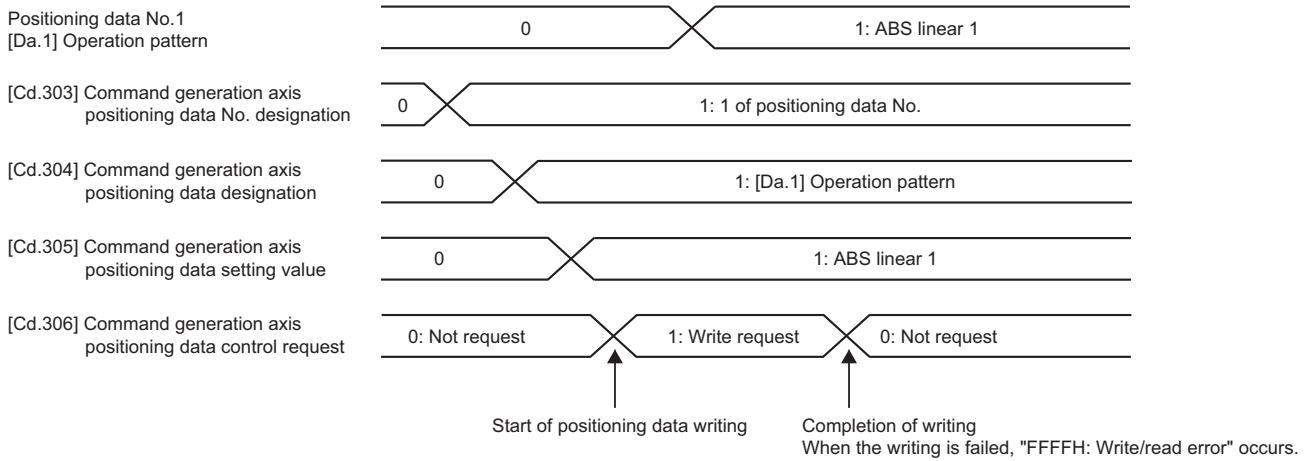 Positioning data No.1
[Da.1] Operation pattern
0
1: ABS linear 1
[Cd.303] Command generation axis
positioning data No. designation
0
1: 1 of positioning data No.
[Cd.304] Command generation axis
positioning data designation
0
1: [Da.1] Operation pattern
[Cd.305] Command generation axis
positioning data setting value
0
1: ABS linear 1
[Cd.306] Command generation axis
positioning data control request
0: Not request
1: Write request
0: Not request
Start of positioning data writing
Completion of writing
When the writing is failed, "FFFFH: Write/read error" occurs.